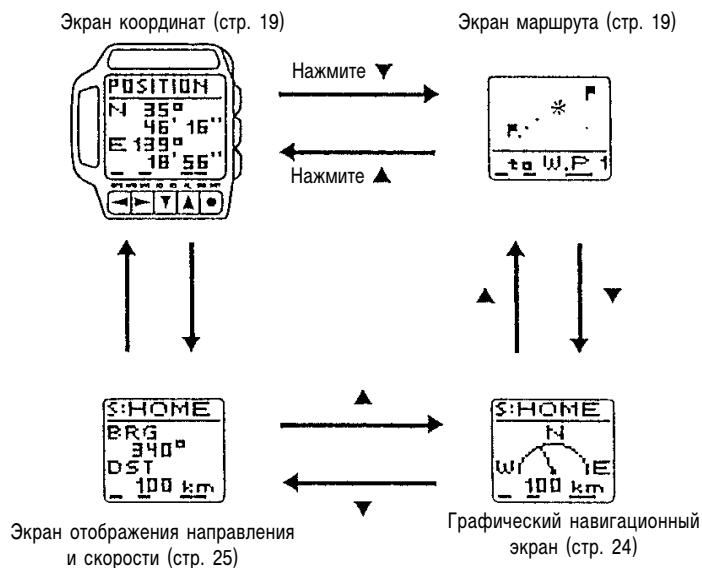 Экран координат (стр. 19)
Экран маршрута (стр. 19)
POSITION
N 35°
46' 16"
E 139°
18' 56"
Нажмите ▼
Нажмите ▲
to W.P 1
▲
▼
S:HOME
BRG
340°
DST
100 km
▲
▼
S:HOME
N
W E
100 km
Экран отображения направления
и скорости (стр. 25)
Графический навигационный
экран (стр. 24)